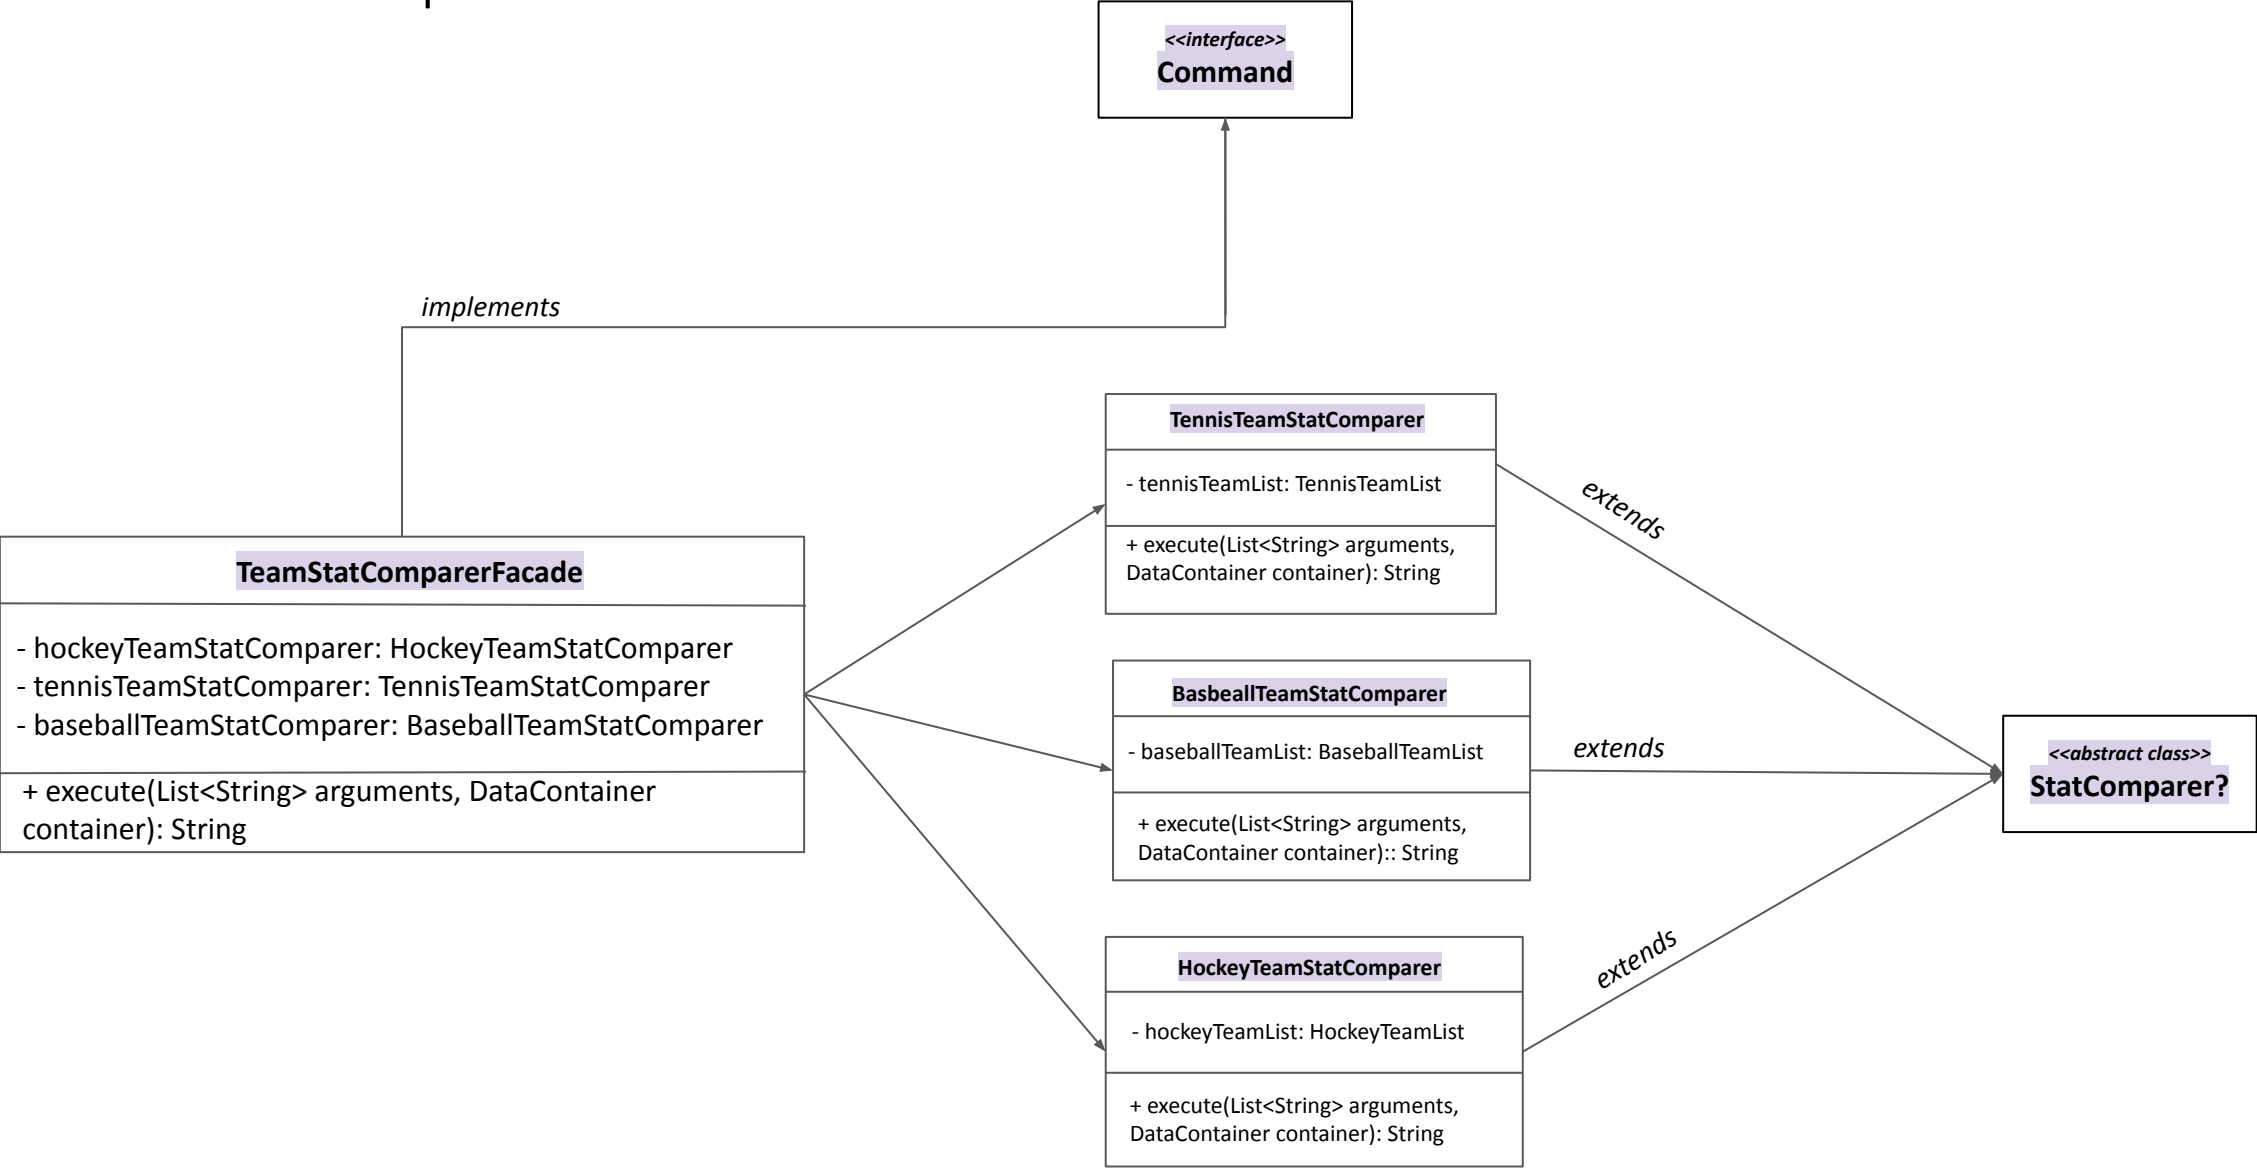 <<interface>>
Command
implements
TeamStatComparerFacade
- hockeyTeamStatComparer: HockeyTeamStatComparer
- tennisTeamStatComparer: TennisTeamStatComparer
- baseballTeamStatComparer: BaseballTeamStatComparer
+ execute(List<String> arguments, DataContainer
container): String
TennisTeamStatComparer
- tennisTeamList: TennisTeamList
+ execute(List<String> arguments,
DataContainer container): String
extends
BasbeallTeamStatComparer
- baseballTeamList: BaseballTeamList
+ execute(List<String> arguments,
DataContainer container):: String
extends
HockeyTeamStatComparer
- hockeyTeamList: HockeyTeamList
+ execute(List<String> arguments,
DataContainer container): String
extends
<<abstract class>>
StatComparer?